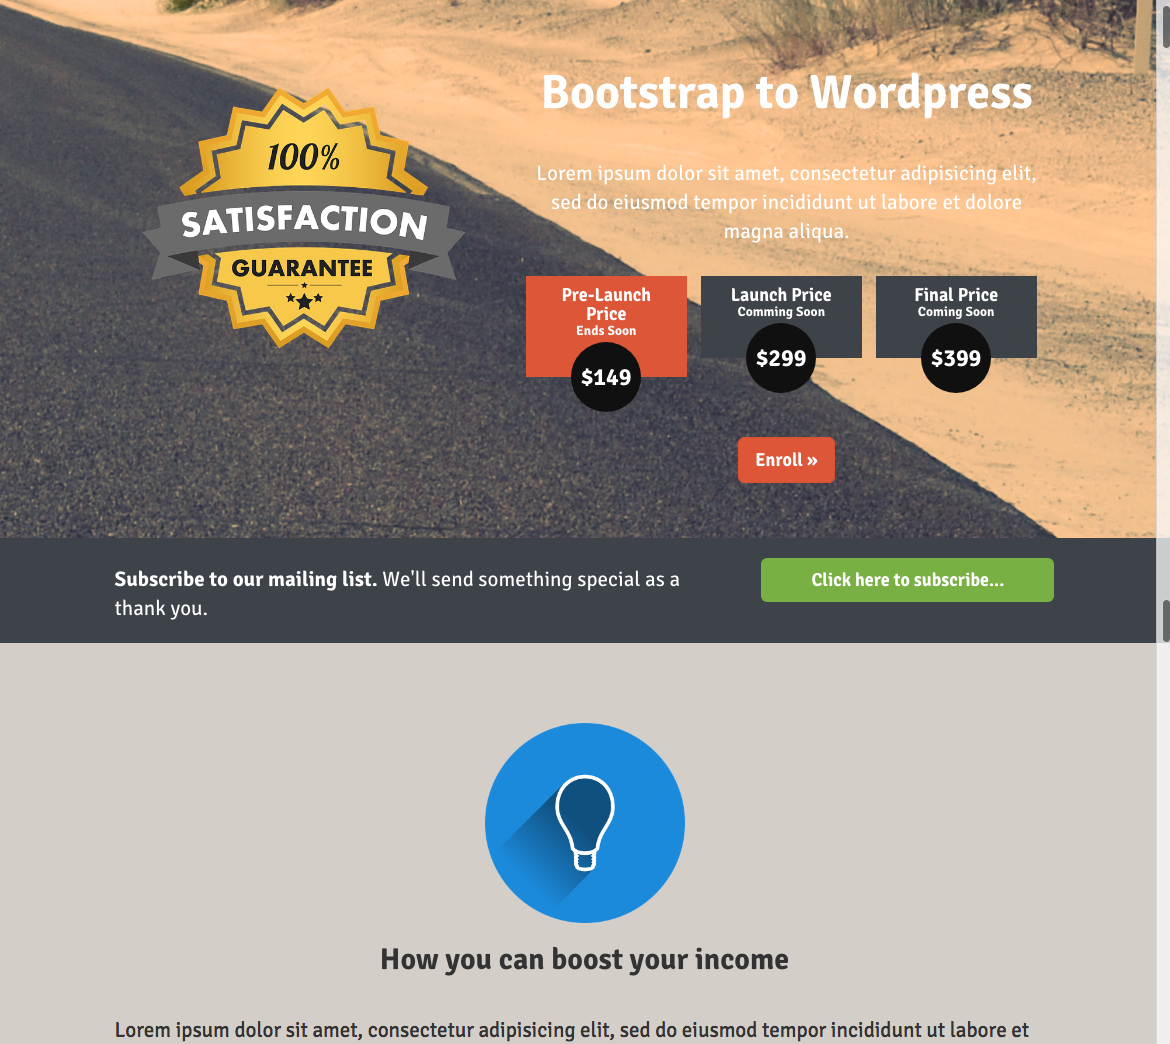 100%
SATISFACTION
GUARANTEE
Bootstrap to Wordpress
Lorem ipsum dolor sit amet, consectetur adipisicing elit,
sed do eiusmod tempor incididunt ut labore et dolore
magna aliqua.
Pre-Launch
Price
Ends Soon
$149
Launch Price
Comming Soon
$299
Final Price
Coming Soon
$399
Enroll »
Subscribe to our mailing list. We'll send something special as a
thank you.
Click here to subscribe...
How you can boost your income
Lorem ipsum dolor sit amet, consectetur adipisicing elit, sed do eiusmod tempor incididunt ut labore et